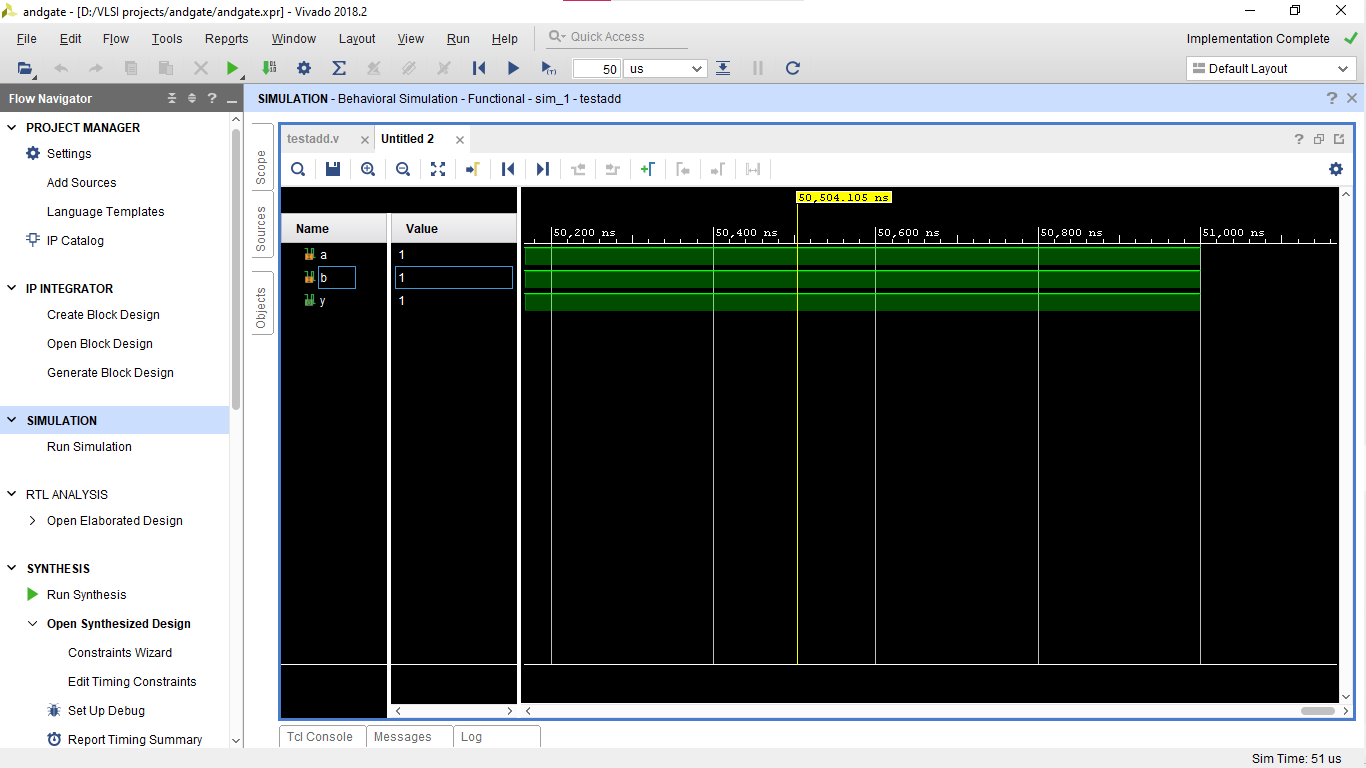 andgate - [D:/VLSI projects/andgate/andgate.xpr] - Vivado 2018.2
File Edit Flow Tools Reports Window Layout View Run Help Quick Access Implementation Complete
50 us Default Layout
Flow Navigator
PROJECT MANAGER
Settings
Add Sources
Language Templates
IP Catalog
IP INTEGRATOR
Create Block Design
Open Block Design
Generate Block Design
SIMULATION
Run Simulation
RTL ANALYSIS
Open Elaborated Design
SYNTHESIS
Run Synthesis
Open Synthesized Design
Constraints Wizard
Edit Timing Constraints
Set Up Debug
Report Timing Summary
SIMULATION - Behavioral Simulation - Functional - sim_1 - testadd
Scope
Sources
Objects
testadd.v Untitled 2
50,504.105 ns
Name Value
50,200 ns 50,400 ns 50,600 ns 50,800 ns 51,000 ns
a 1
b 1
y 1
Tcl Console Messages Log
Sim Time: 51 us